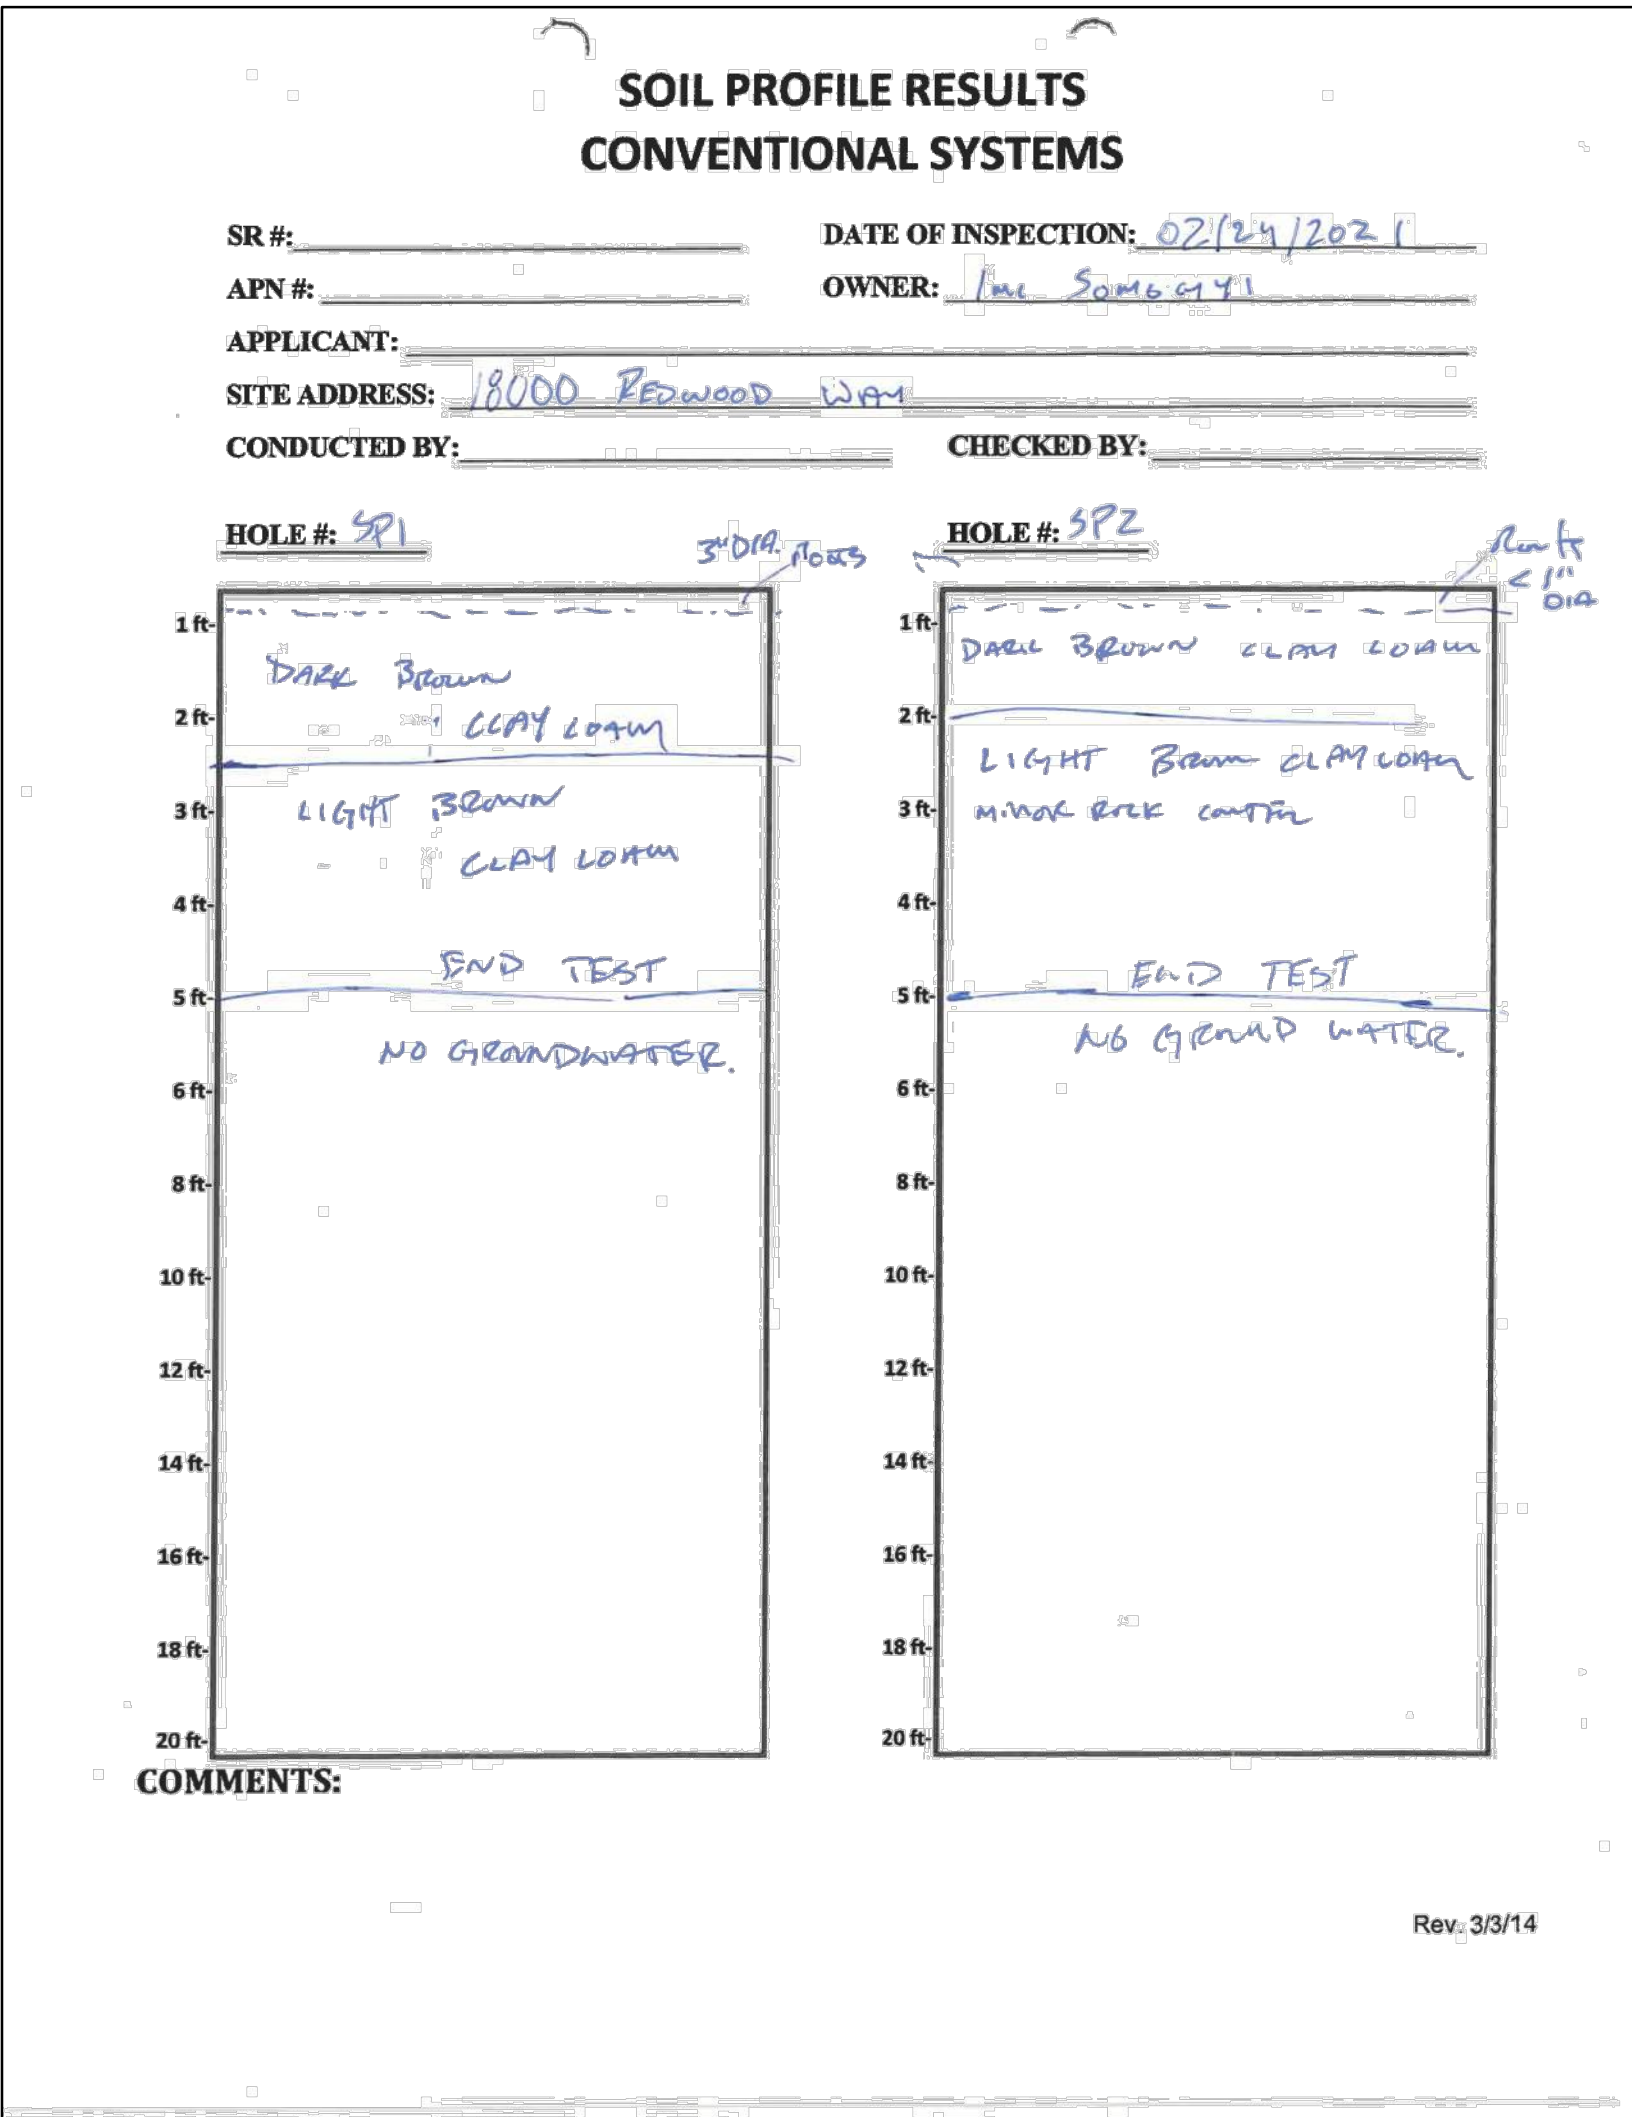 SOIL PROFILE RESULTS
CONVENTIONAL SYSTEMS
SR #:
DATE OF INSPECTION: 02/24/2021
APN #:
OWNER: Imi Somogyi
APPLICANT:
SITE ADDRESS: 18000 REDWOOD WAY
CONDUCTED BY:
CHECKED BY:
HOLE #: SP1
3" DIA. ROOTS
1 ft-
DARK BROWN
2 ft-
CLAY LOAM
LIGHT BROWN
3 ft-
CLAY LOAM
4 ft-
END TEST
5 ft-
NO GROUNDWATER.
6 ft-
8 ft-
10 ft-
12 ft-
14 ft-
16 ft-
18 ft-
20 ft-
HOLE #: SP2
Roots
< 1"
DIA
1 ft-
DARK BROWN CLAY LOAM
2 ft-
LIGHT BROWN CLAY LOAM
3 ft-
MINOR ROCK
4 ft-
END TEST
5 ft-
NO GROUND WATER.
6 ft-
8 ft-
10 ft-
12 ft-
14 ft-
16 ft-
18 ft-
20 ft-
COMMENTS:
Rev. 3/3/14